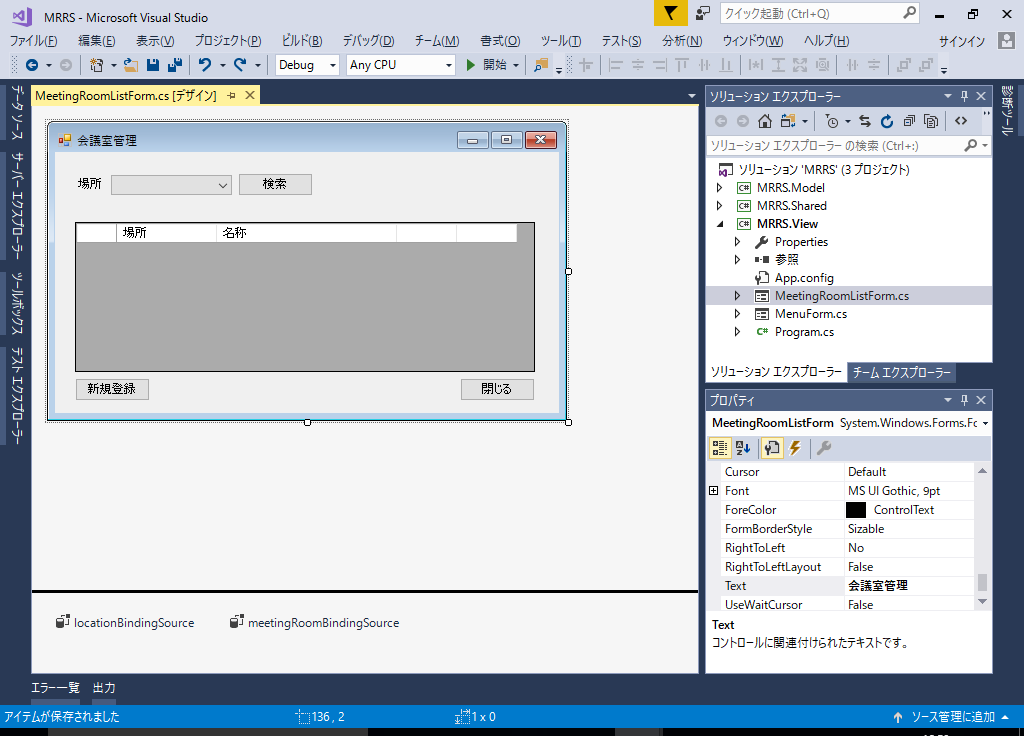 MRRS - Microsoft Visual Studio
クイック起動 (Ctrl+Q)
ファイル(F) 編集(E) 表示(V) プロジェクト(P) ビルド(B) デバッグ(D) チーム(M) 書式(O) ツール(T) テスト(S) 分析(N) ウィンドウ(W) ヘルプ(H) サインイン
Debug Any CPU 開始
データソース
サーバー エクスプローラー
ツールボックス
テスト エクスプローラー
MeetingRoomListForm.cs [デザイン]
会議室管理
場所 検索
場所 名称
新規登録 閉じる
locationBindingSource meetingRoomBindingSource
ソリューション エクスプローラー
ソリューション エクスプローラー の検索 (Ctrl+:)
ソリューション 'MRRS' (3 プロジェクト)
C# MRRS.Model
C# MRRS.Shared
C# MRRS.View
Properties
参照
App.config
MeetingRoomListForm.cs
MenuForm.cs
C# Program.cs
ソリューション エクスプローラー チーム エクスプローラー
プロパティ
MeetingRoomListForm System.Windows.Forms.Fc
Cursor Default
Font MS UI Gothic, 9pt
ForeColor ControlText
FormBorderStyle Sizable
RightToLeft No
RightToLeftLayout False
Text 会議室管理
UseWaitCursor False
Text
コントロールに関連付けられたテキストです。
診断ツール
エラー一覧 出力
アイテムが保存されました 136 , 2 1 x 0 ソース管理に追加